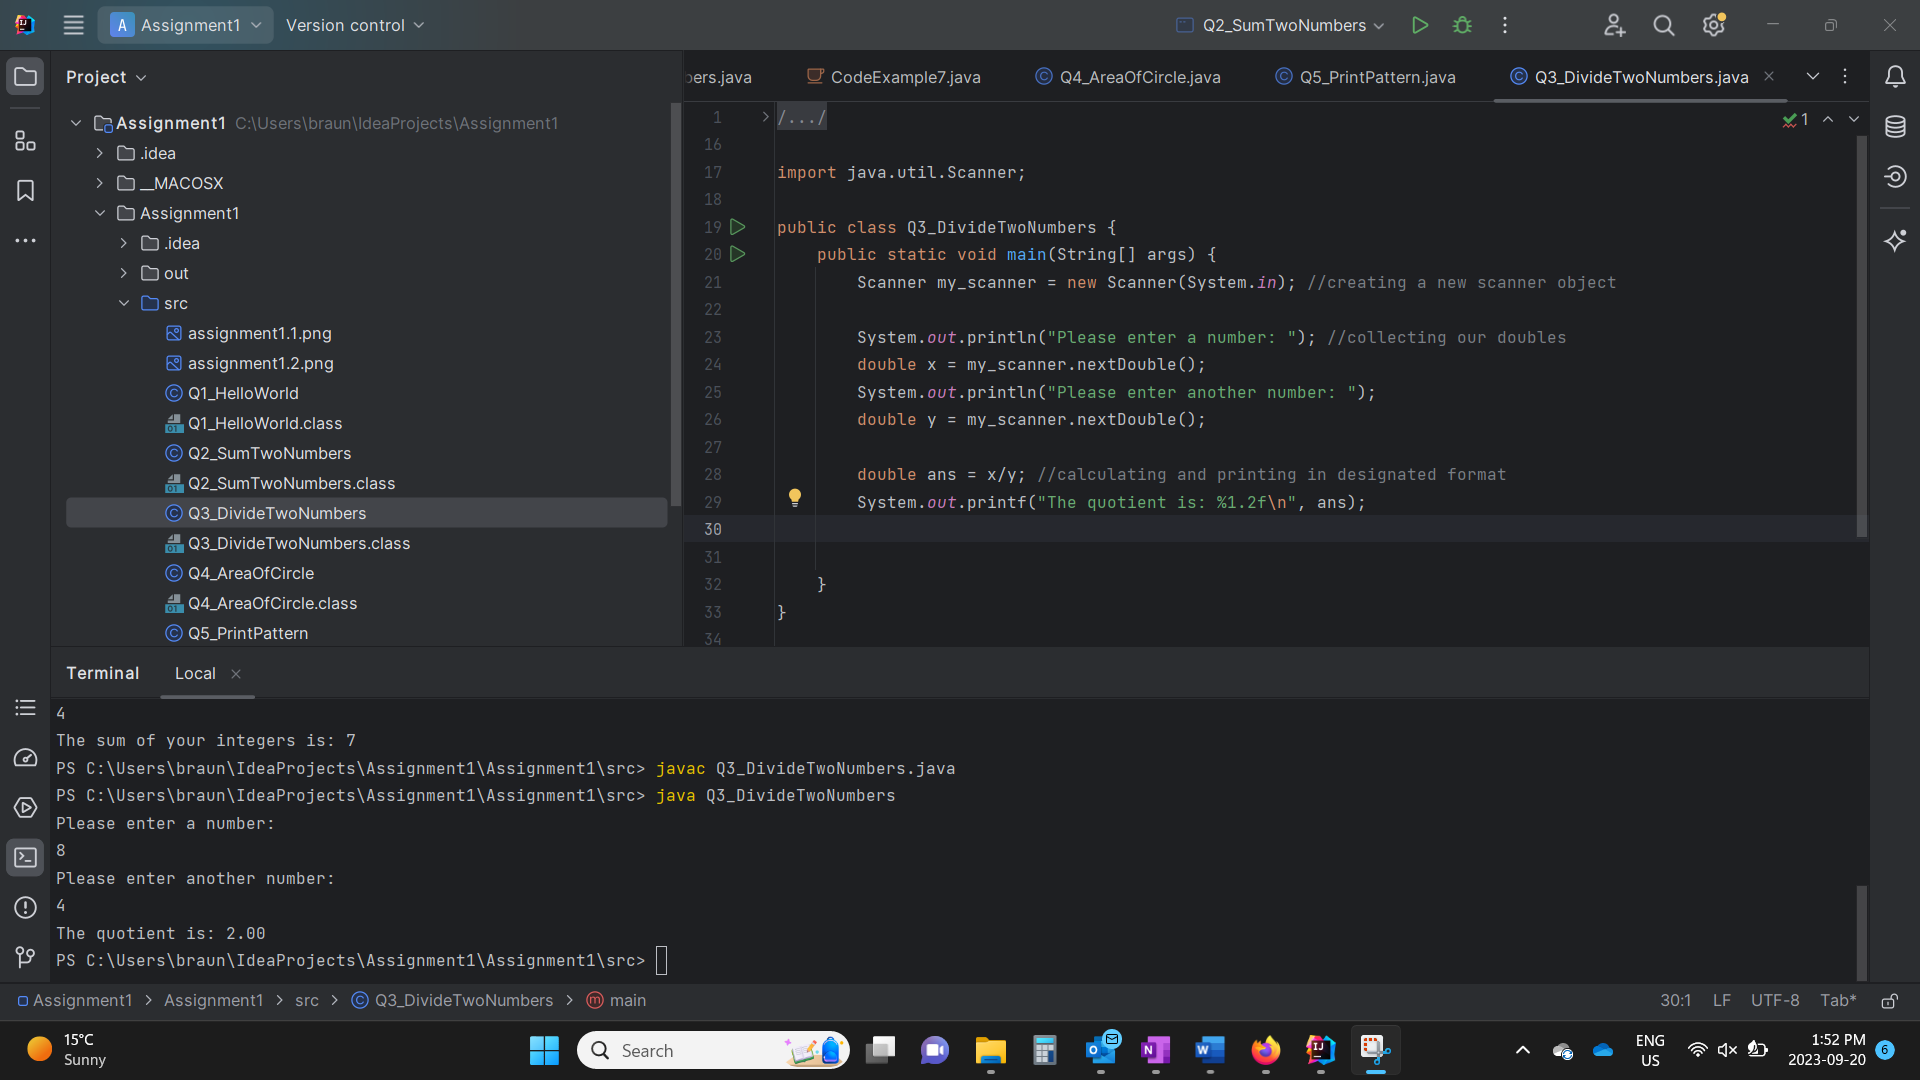 A Assignment1 Version control Q2_SumTwoNumbers
Project
bers.java CodeExample7.java Q4_AreaOfCircle.java Q5_PrintPattern.java Q3_DivideTwoNumbers.java
Assignment1 C:\Users\braun\IdeaProjects\Assignment1
.idea
__MACOSX
Assignment1
.idea
out
src
assignment1.1.png
assignment1.2.png
Q1_HelloWorld
Q1_HelloWorld.class
Q2_SumTwoNumbers
Q2_SumTwoNumbers.class
Q3_DivideTwoNumbers
Q3_DivideTwoNumbers.class
Q4_AreaOfCircle
Q4_AreaOfCircle.class
Q5_PrintPattern
1 /.../ 1
16
17 import java.util.Scanner;
18
19 public class Q3_DivideTwoNumbers {
20 public static void main(String[] args) {
21 Scanner my_scanner = new Scanner(System.in); //creating a new scanner object
22
23 System.out.println("Please enter a number: "); //collecting our doubles
24 double x = my_scanner.nextDouble();
25 System.out.println("Please enter another number: ");
26 double y = my_scanner.nextDouble();
27
28 double ans = x/y; //calculating and printing in designated format
29 System.out.printf("The quotient is: %1.2f\n", ans);
30
31
32 }
33 }
34
Terminal Local
4
The sum of your integers is: 7
PS C:\Users\braun\IdeaProjects\Assignment1\Assignment1\src> javac Q3_DivideTwoNumbers.java
PS C:\Users\braun\IdeaProjects\Assignment1\Assignment1\src> java Q3_DivideTwoNumbers
Please enter a number:
8
Please enter another number:
4
The quotient is: 2.00
PS C:\Users\braun\IdeaProjects\Assignment1\Assignment1\src>
Assignment1 > Assignment1 > src > Q3_DivideTwoNumbers > main 30:1 LF UTF-8 Tab*
15°C
Sunny
Search
ENG
US
1:52 PM
2023-09-20
6